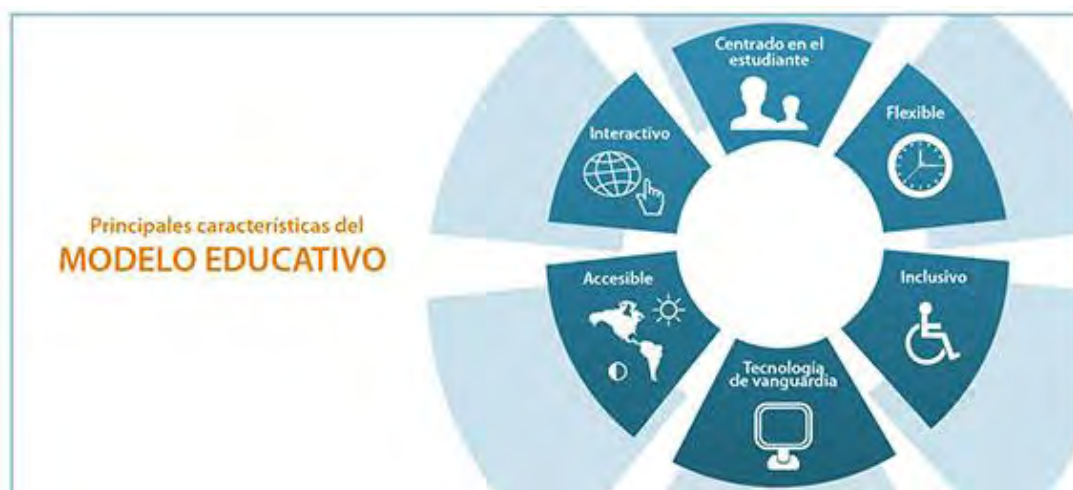 Principales características del
MODELO EDUCATIVO
Centrado en el
estudiante
Flexible
Inclusivo
Tecnología
de vanguardia
Accesible
Interactivo